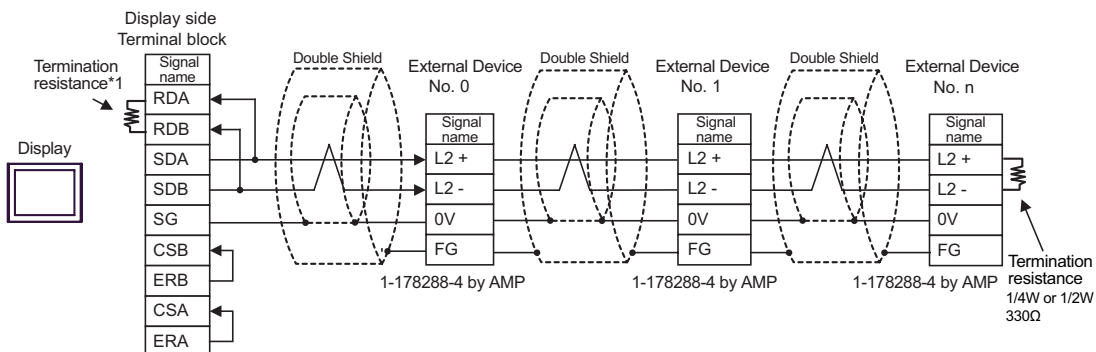 Display side
Terminal block
Termination
resistance*1
Display
Signal
name
RDA
RDB
SDA
SDB
SG
CSB
ERB
CSA
ERA
Double Shield
External Device
No. 0
Signal
name
L2 +
L2 -
0V
FG
1-178288-4 by AMP
Double Shield
External Device
No. 1
Signal
name
L2 +
L2 -
0V
FG
1-178288-4 by AMP
Double Shield
External Device
No. n
Signal
name
L2 +
L2 -
0V
FG
1-178288-4 by AMP
Termination
resistance
1/4W or 1/2W
330Ω